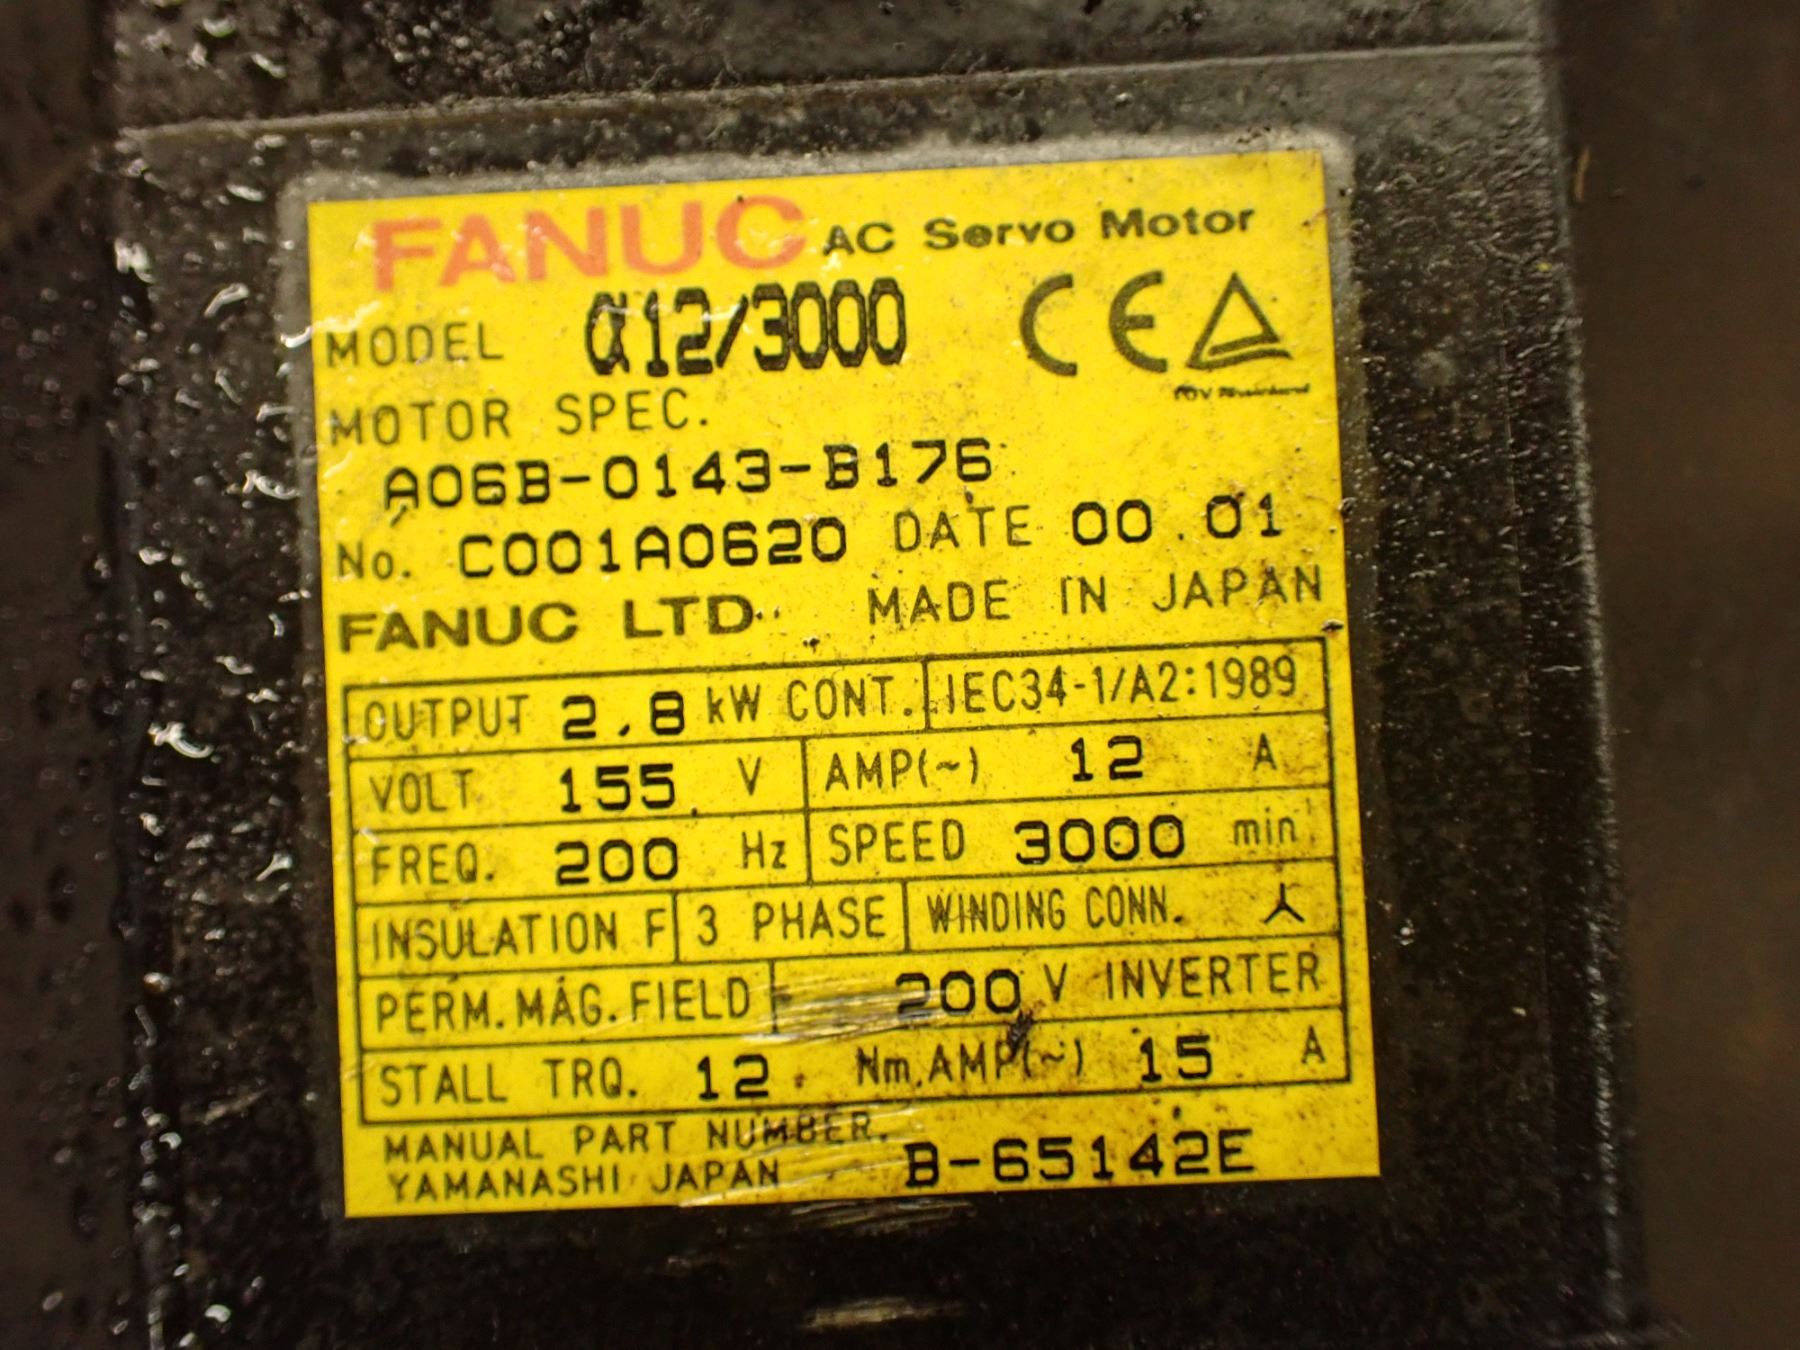 FANUC AC Servo Motor
MODEL α12/3000 CE
TÜV Rheinland
MOTOR SPEC.
A06B-0143-B176
No. C001A0620 DATE 00.01
FANUC LTD MADE IN JAPAN
OUTPUT 2.8 kW CONT. IEC34-1/A2:1989
VOLT 155 V AMP(~) 12 A
FREQ. 200 Hz SPEED 3000 min
INSULATION F 3 PHASE WINDING CONN.
PERM.MAG.FIELD 200 V INVERTER
STALL TRQ. 12 Nm.AMP(~) 15 A
MANUAL PART NUMBER. B-65142E
YAMANASHI JAPAN